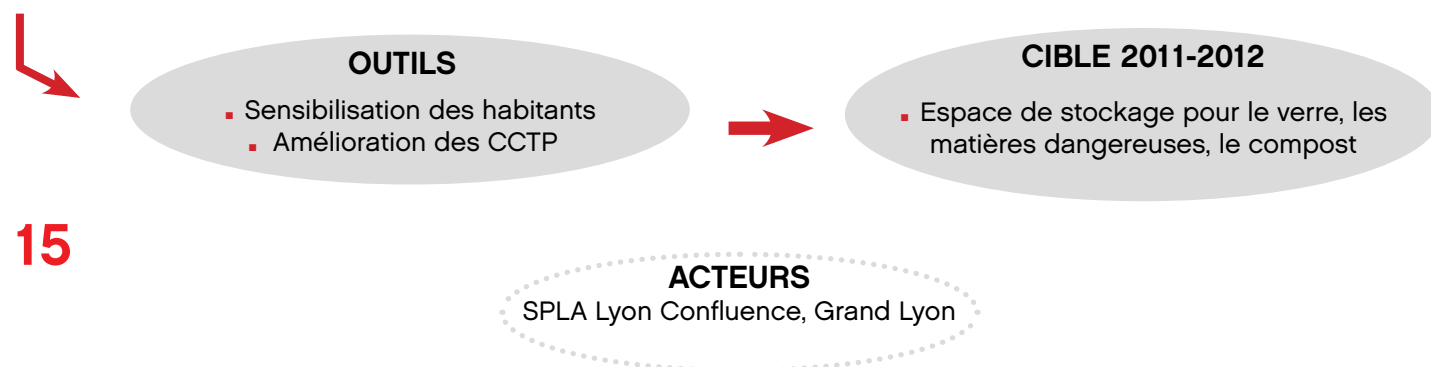 OUTILS
▪ Sensibilisation des habitants
▪ Amélioration des CCTP
CIBLE 2011-2012
▪ Espace de stockage pour le verre, les
matières dangereuses, le compost
15
ACTEURS
SPLA Lyon Confluence, Grand Lyon